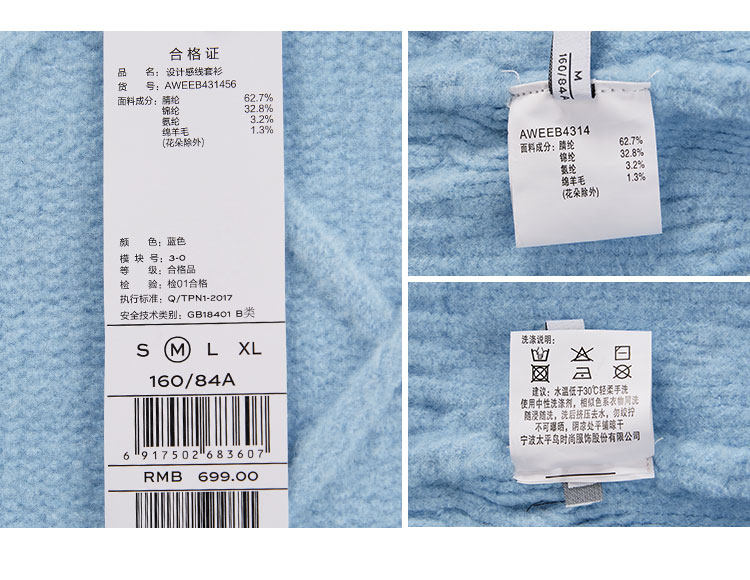 合格证
品 名：设计感线套衫
货 号：AWEEB431456
面料成分：腈纶 62.7%
锦纶 32.8%
氨纶 3.2%
绵羊毛 1.3%
(花朵除外)
颜 色：蓝色
模 块 号：3-0
等 级：合格品
检 验：检01合格
执行标准：Q/TPN1-2017
安全技术类别：GB18401 B类
S M L XL
160/84A
6 917502 683607
RMB 699.00
M
160/84A
AWEEB4314
面料成分：腈纶 62.7%
锦纶 32.8%
氨纶 3.2%
绵羊毛 1.3%
(花朵除外)
洗涤说明：
建议：水温低于30℃轻柔手洗
使用中性洗涤剂，相似色系衣物同洗
随浸随洗，洗后挤压去水，勿绞拧
不可曝晒，阴凉处平铺晾干
宁波太平鸟时尚服饰股份有限公司